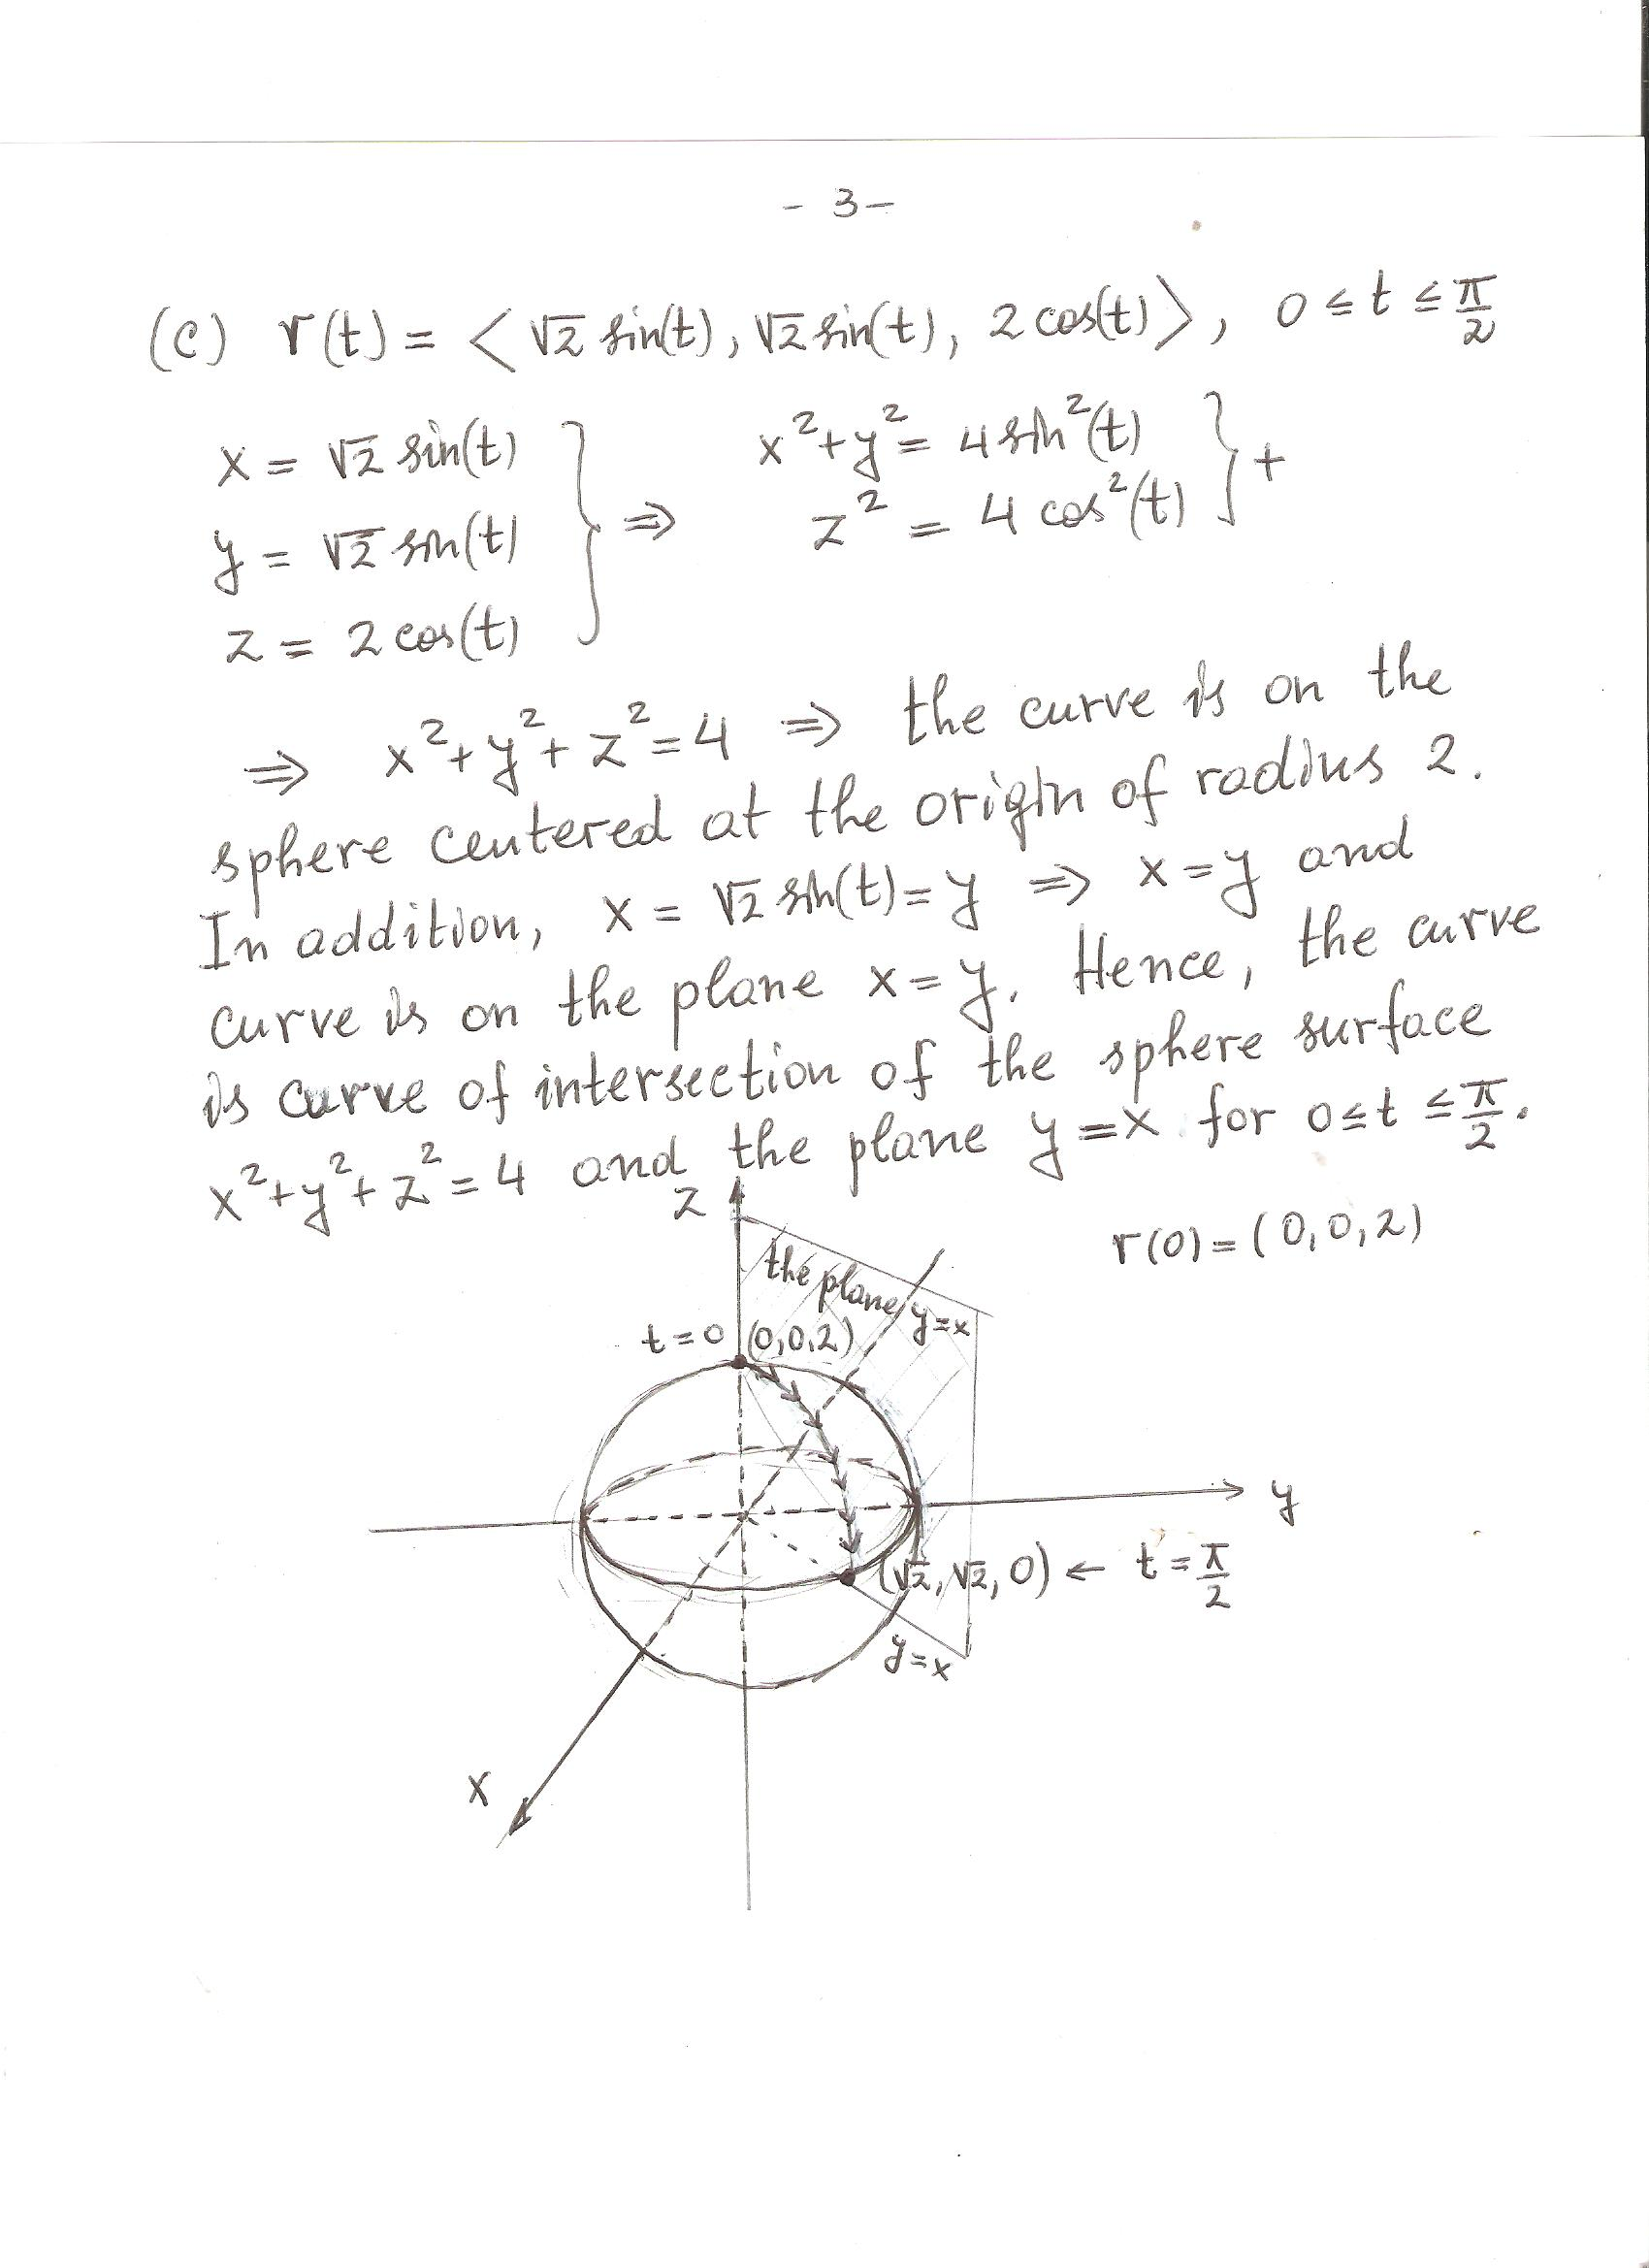 - 3 -
(c) r(t) = < √2 sin(t), √2 sin(t), 2 cos(t) >, 0 ≤ t ≤ π/2
x = √2 sin(t)
y = √2 sin(t)
z = 2 cos(t)
} ⇒
x² + y² = 4 sin²(t)
z² = 4 cos²(t)
} +
⇒ x² + y² + z² = 4 ⇒ the curve is on the
sphere centered at the origin of radius 2.
In addition, x = √2 sin(t) = y ⇒ x = y and
curve is on the plane x = y. Hence, the curve
is curve of intersection of the sphere surface
x² + y² + z² = 4 and the plane y = x for 0 ≤ t ≤ π/2.
z
r(0) = (0, 0, 2)
the plane y = x
t = 0 (0, 0, 2)
y
(√2, √2, 0) ← t = π/2
y = x
x